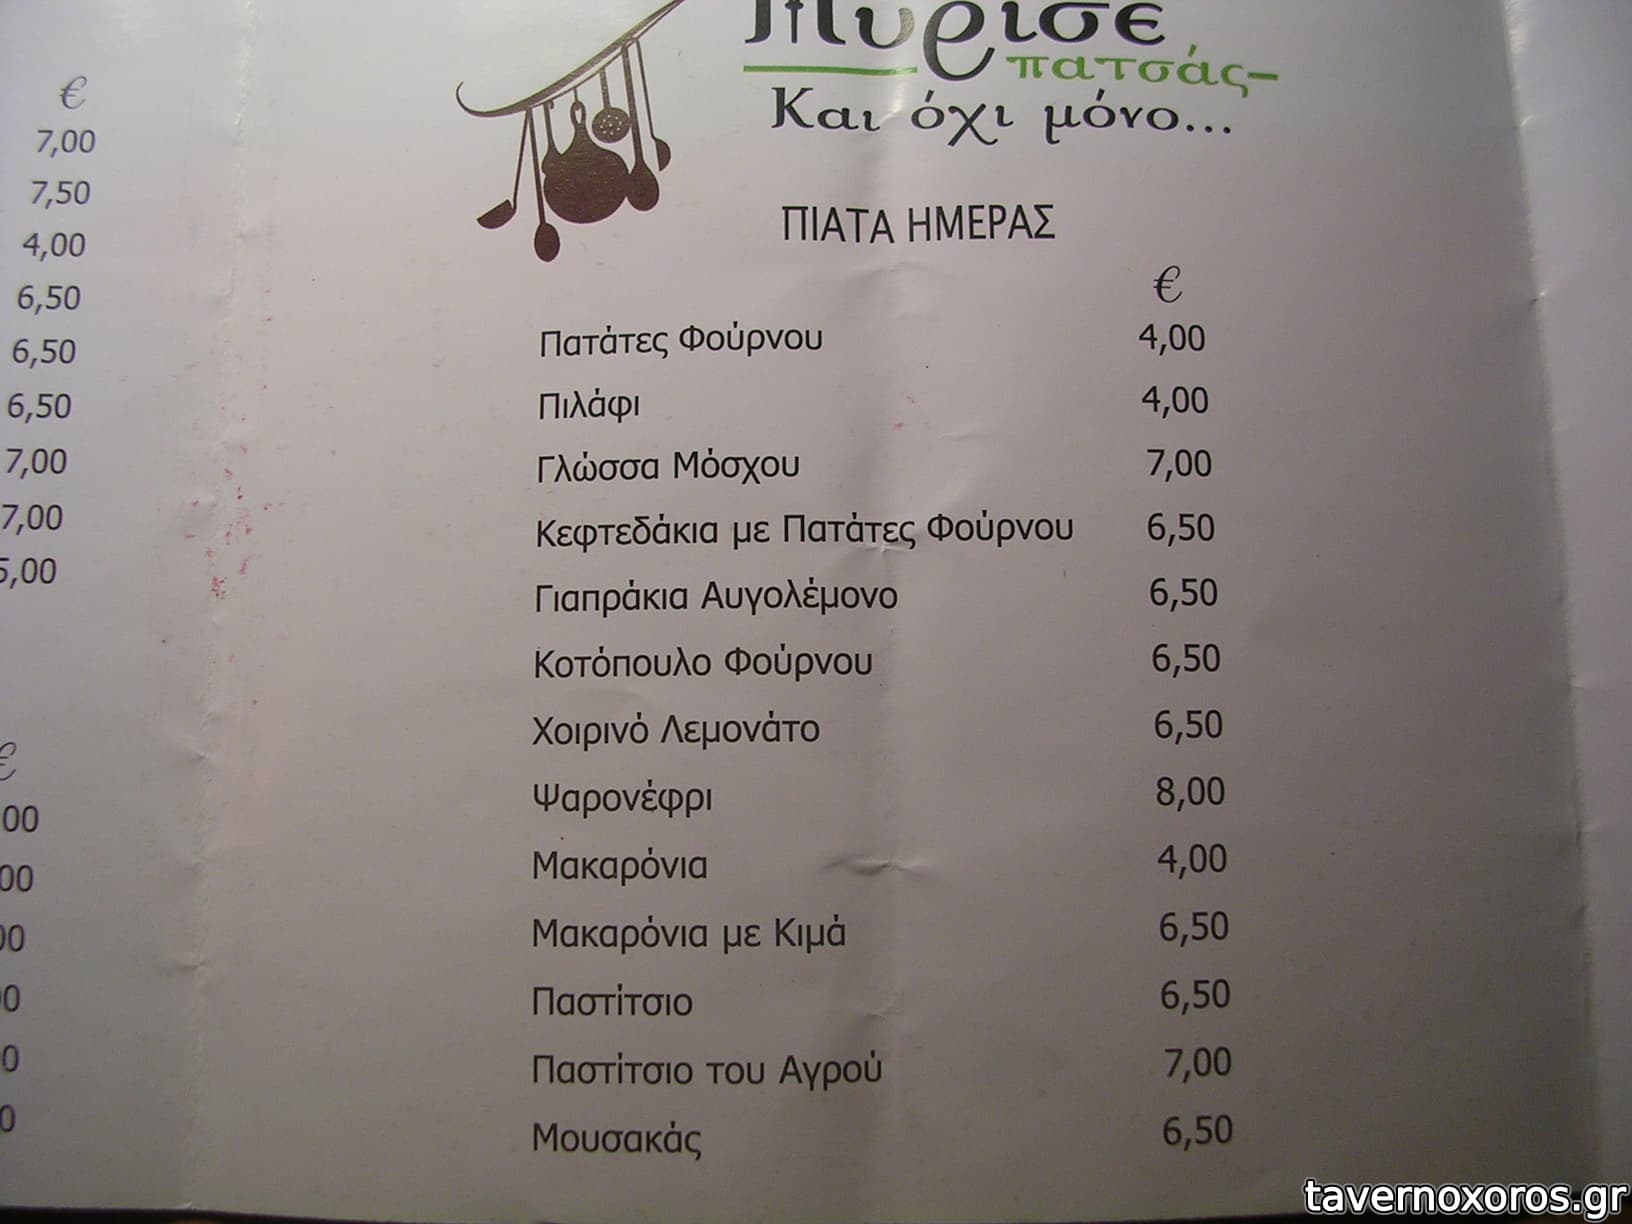 Μύρισε
πατσάς
Και όχι μόνο...
ΠΙΑΤΑ ΗΜΕΡΑΣ
€
Πατάτες Φούρνου 4,00
Πιλάφι 4,00
Γλώσσα Μόσχου 7,00
Κεφτεδάκια με Πατάτες Φούρνου 6,50
Γιαπράκια Αυγολέμονο 6,50
Κοτόπουλο Φούρνου 6,50
Χοιρινό Λεμονάτο 6,50
Ψαρονέφρι 8,00
Μακαρόνια 4,00
Μακαρόνια με Κιμά 6,50
Παστίτσιο 6,50
Παστίτσιο του Αγρού 7,00
Μουσακάς 6,50
€
7,00
7,50
4,00
6,50
6,50
6,50
7,00
7,00
5,00
€
tavernoxoros.gr